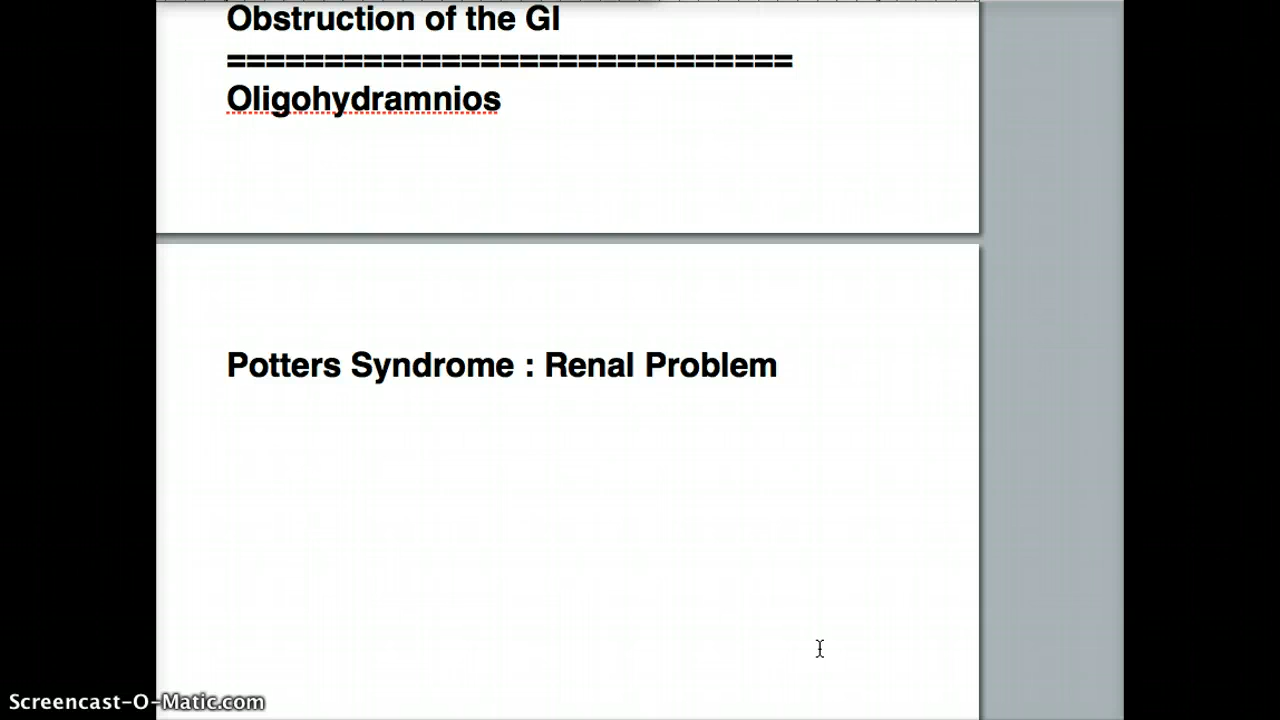 Obstruction of the GI
=============================
Oligohydramnios
Potters Syndrome : Renal Problem
Screencast-O-Matic.com